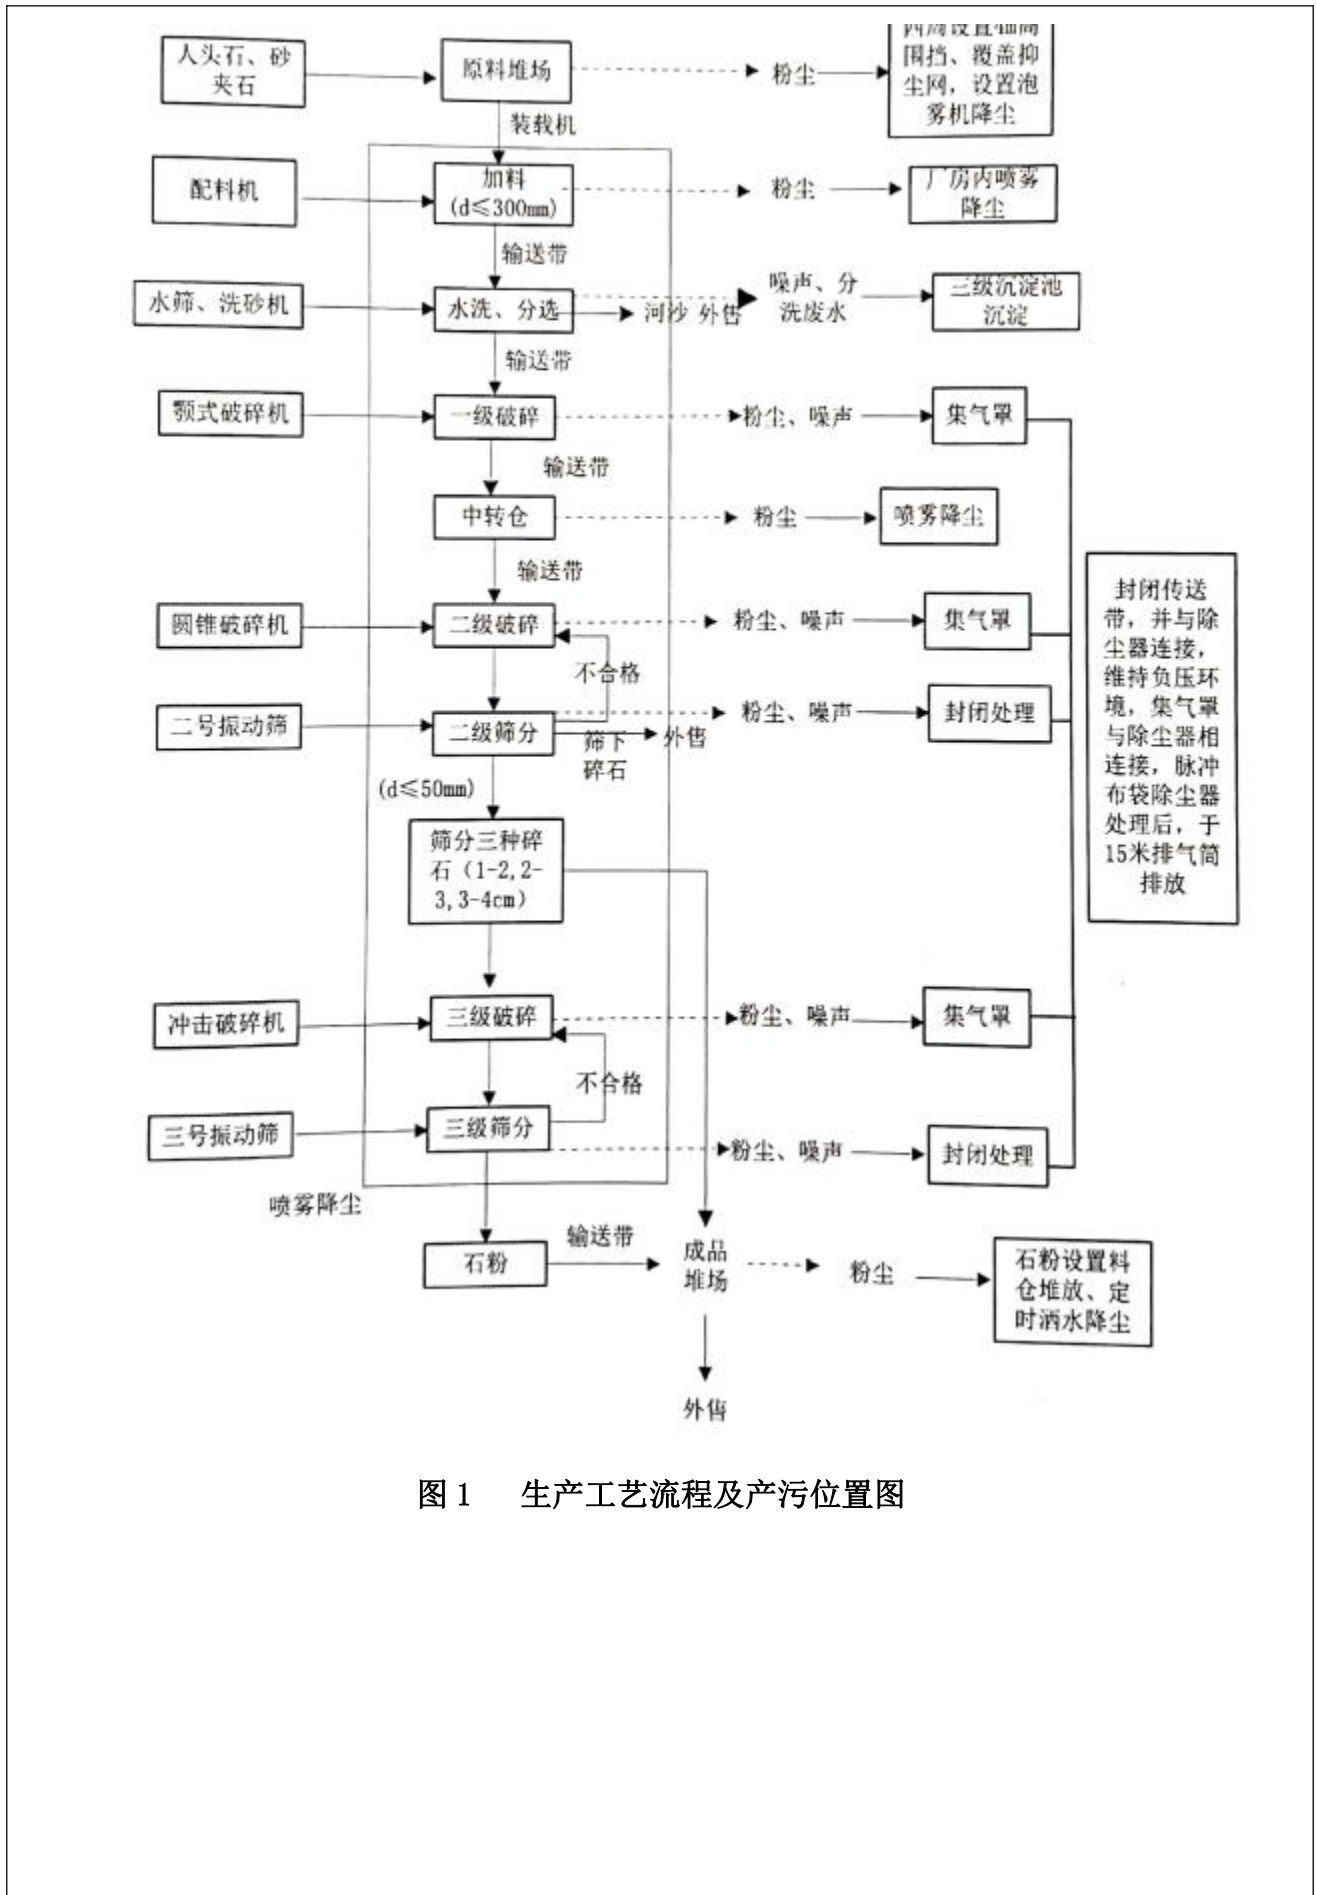 人头石、砂
夹石
原料堆场
粉尘
围挡、覆盖抑
尘网，设置泡
雾机降尘
装载机
配料机
加料
(d≤300mm)
粉尘
厂房内喷雾
降尘
输送带
水筛、洗砂机
水洗、分选
河沙 外售
噪声、分
洗废水
三级沉淀池
沉淀
输送带
颚式破碎机
一级破碎
粉尘、噪声
集气罩
输送带
中转仓
粉尘
喷雾降尘
输送带
圆锥破碎机
二级破碎
粉尘、噪声
集气罩
不合格
二号振动筛
二级筛分
筛下
碎石
外售
粉尘、噪声
封闭处理
封闭传送
带，并与除
尘器连接，
维持负压环
境，集气罩
与除尘器相
连接，脉冲
布袋除尘器
处理后，于
15米排气筒
排放
(d≤50mm)
筛分三种碎
石（1-2,2-
3,3-4cm）
冲击破碎机
三级破碎
粉尘、噪声
集气罩
不合格
三号振动筛
三级筛分
粉尘、噪声
封闭处理
喷雾降尘
石粉
输送带
成品
堆场
粉尘
石粉设置料
仓堆放、定
时洒水降尘
外售
图 1 生产工艺流程及产污位置图